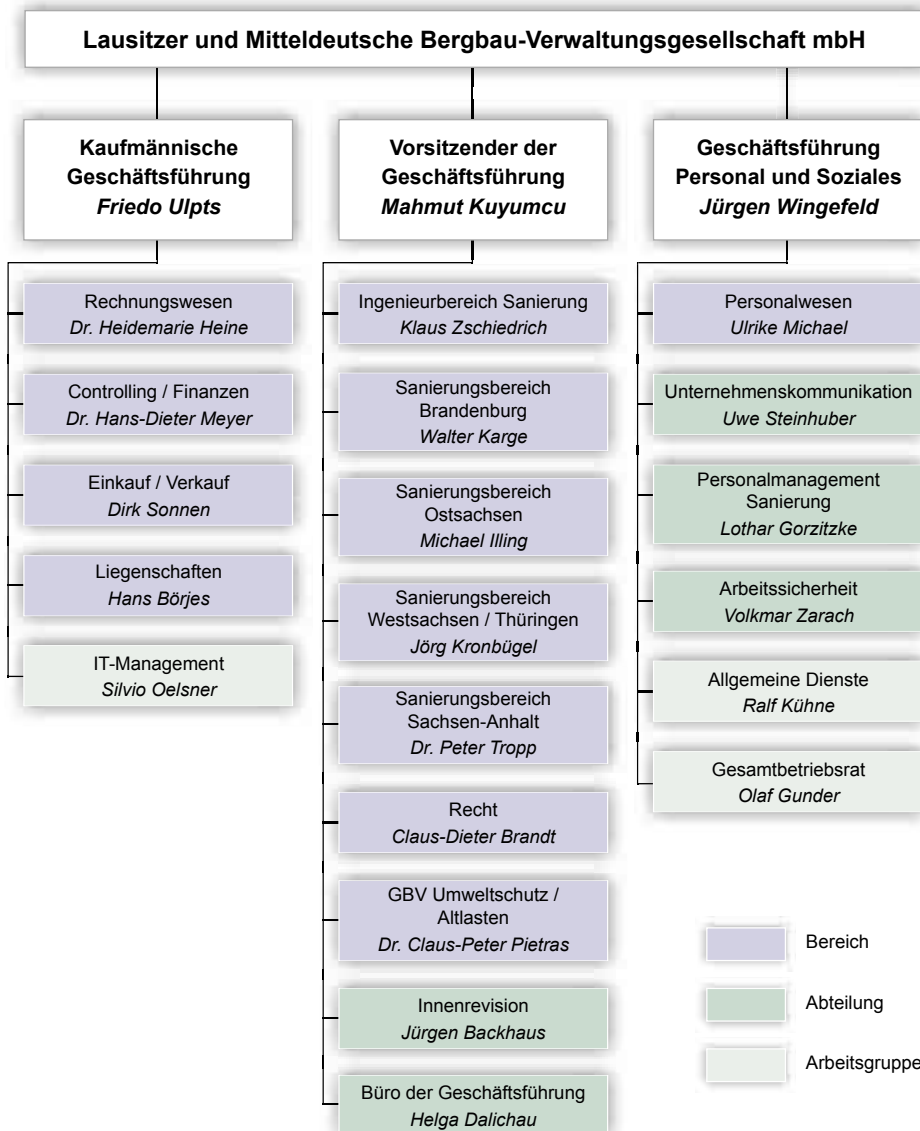 Lausitzer und Mitteldeutsche Bergbau-Verwaltungsgesellschaft mbH
Kaufmännische
Geschäftsführung
Friedo Ulpts
Rechnungswesen
Dr. Heidemarie Heine
Controlling / Finanzen
Dr. Hans-Dieter Meyer
Einkauf / Verkauf
Dirk Sonnen
Liegenschaften
Hans Börjes
IT-Management
Silvio Oelsner
Vorsitzender der
Geschäftsführung
Mahmut Kuyumcu
Ingenieurbereich Sanierung
Klaus Zschiedrich
Sanierungsbereich
Brandenburg
Walter Karge
Sanierungsbereich
Ostsachsen
Michael Illing
Sanierungsbereich
Westsachsen / Thüringen
Jörg Kronbügel
Sanierungsbereich
Sachsen-Anhalt
Dr. Peter Tropp
Recht
Claus-Dieter Brandt
GBV Umweltschutz /
Altlasten
Dr. Claus-Peter Pietras
Innenrevision
Jürgen Backhaus
Büro der Geschäftsführung
Helga Dalichau
Geschäftsführung
Personal und Soziales
Jürgen Wingefeld
Personalwesen
Ulrike Michael
Unternehmenskommunikation
Uwe Steinhuber
Personalmanagement
Sanierung
Lothar Gorzitzke
Arbeitssicherheit
Volkmar Zarach
Allgemeine Dienste
Ralf Kühne
Gesamtbetriebsrat
Olaf Gunder
Bereich
Abteilung
Arbeitsgruppe